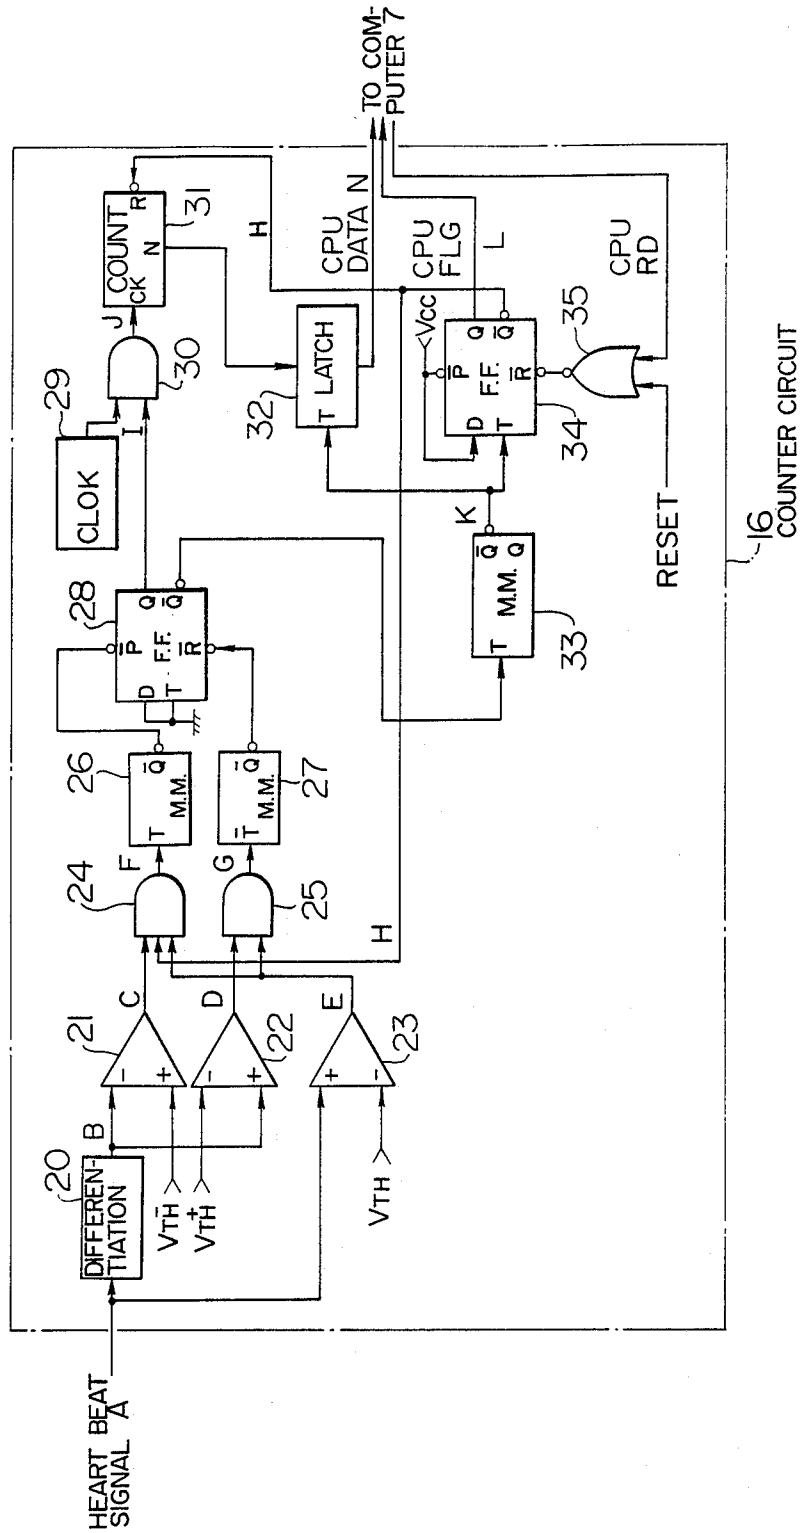 HEART BEAT
SIGNAL A
20
DIFFEREN-
TIATION
B
V̄TH
V⁺TH
VTH
21
-
+
C
22
-
+
D
23
+
-
E
24
F
25
G
H
26
T Q̄
M.M.
27
T̄ Q̄
M.M.
28
P̄
D Q
F.F.
T Q̄
R̄
29
CLOK
I
30
J
COUNT
CK R
N
31
H
32
T LATCH
33
T Q̄
M.M.
Q
K
VCC
P̄
D Q
F.F.
T Q̄
R̄
34
35
RESET
CPU
DATA N
CPU
FLG
L
CPU
RD
TO COM-
PUTER 7
16
COUNTER CIRCUIT